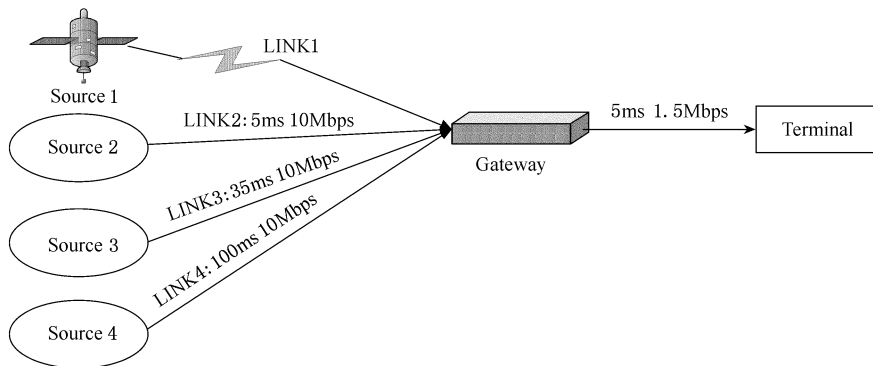 LINK1
Source 1
LINK2:5ms 10Mbps
5ms 1.5Mbps
Source 2
Terminal
Gateway
LINK3:35ms 10Mbps
Source 3
LINK4:100ms 10Mbps
Source 4